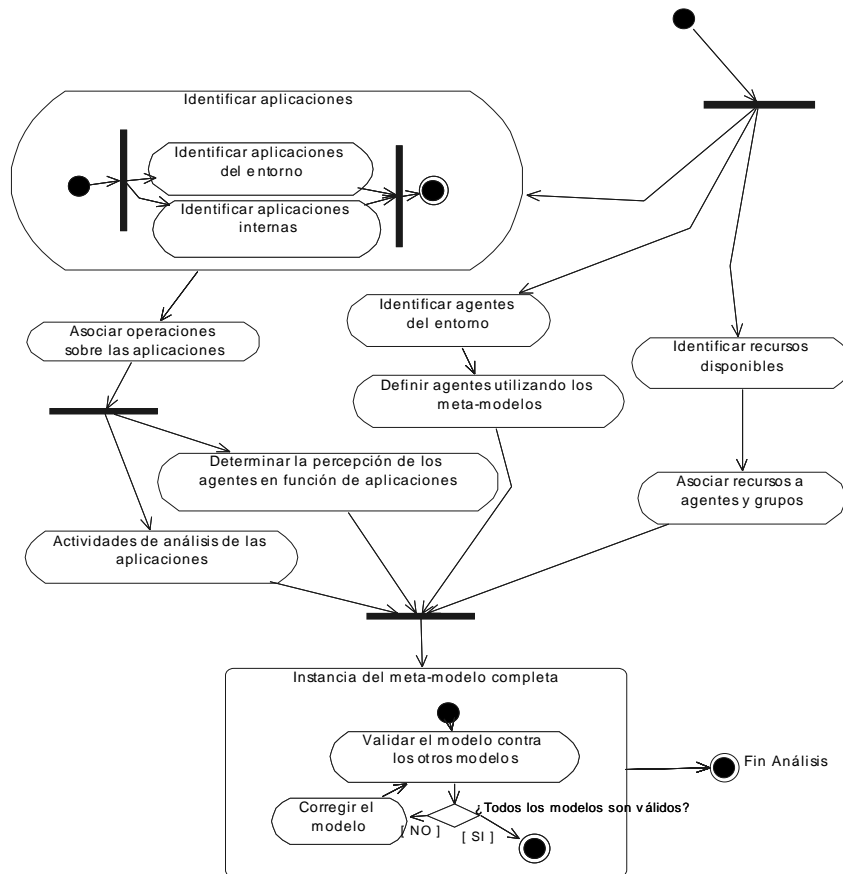 Identificar aplicaciones
Identificar aplicaciones
del entorno
Identificar aplicaciones
internas
Identificar agentes
del entorno
Asociar operaciones
sobre las aplicaciones
Identificar recursos
disponibles
Definir agentes utilizando los
meta-modelos
Determinar la percepción de los
agentes en función de aplicaciones
Asociar recursos a
agentes y grupos
Actividades de análisis de las
aplicaciones
Instancia del meta-modelo completa
Validar el modelo contra
los otros modelos
Fin Análisis
¿Todos los modelos son válidos?
Corregir el
modelo
[ NO ]
[ SI ]